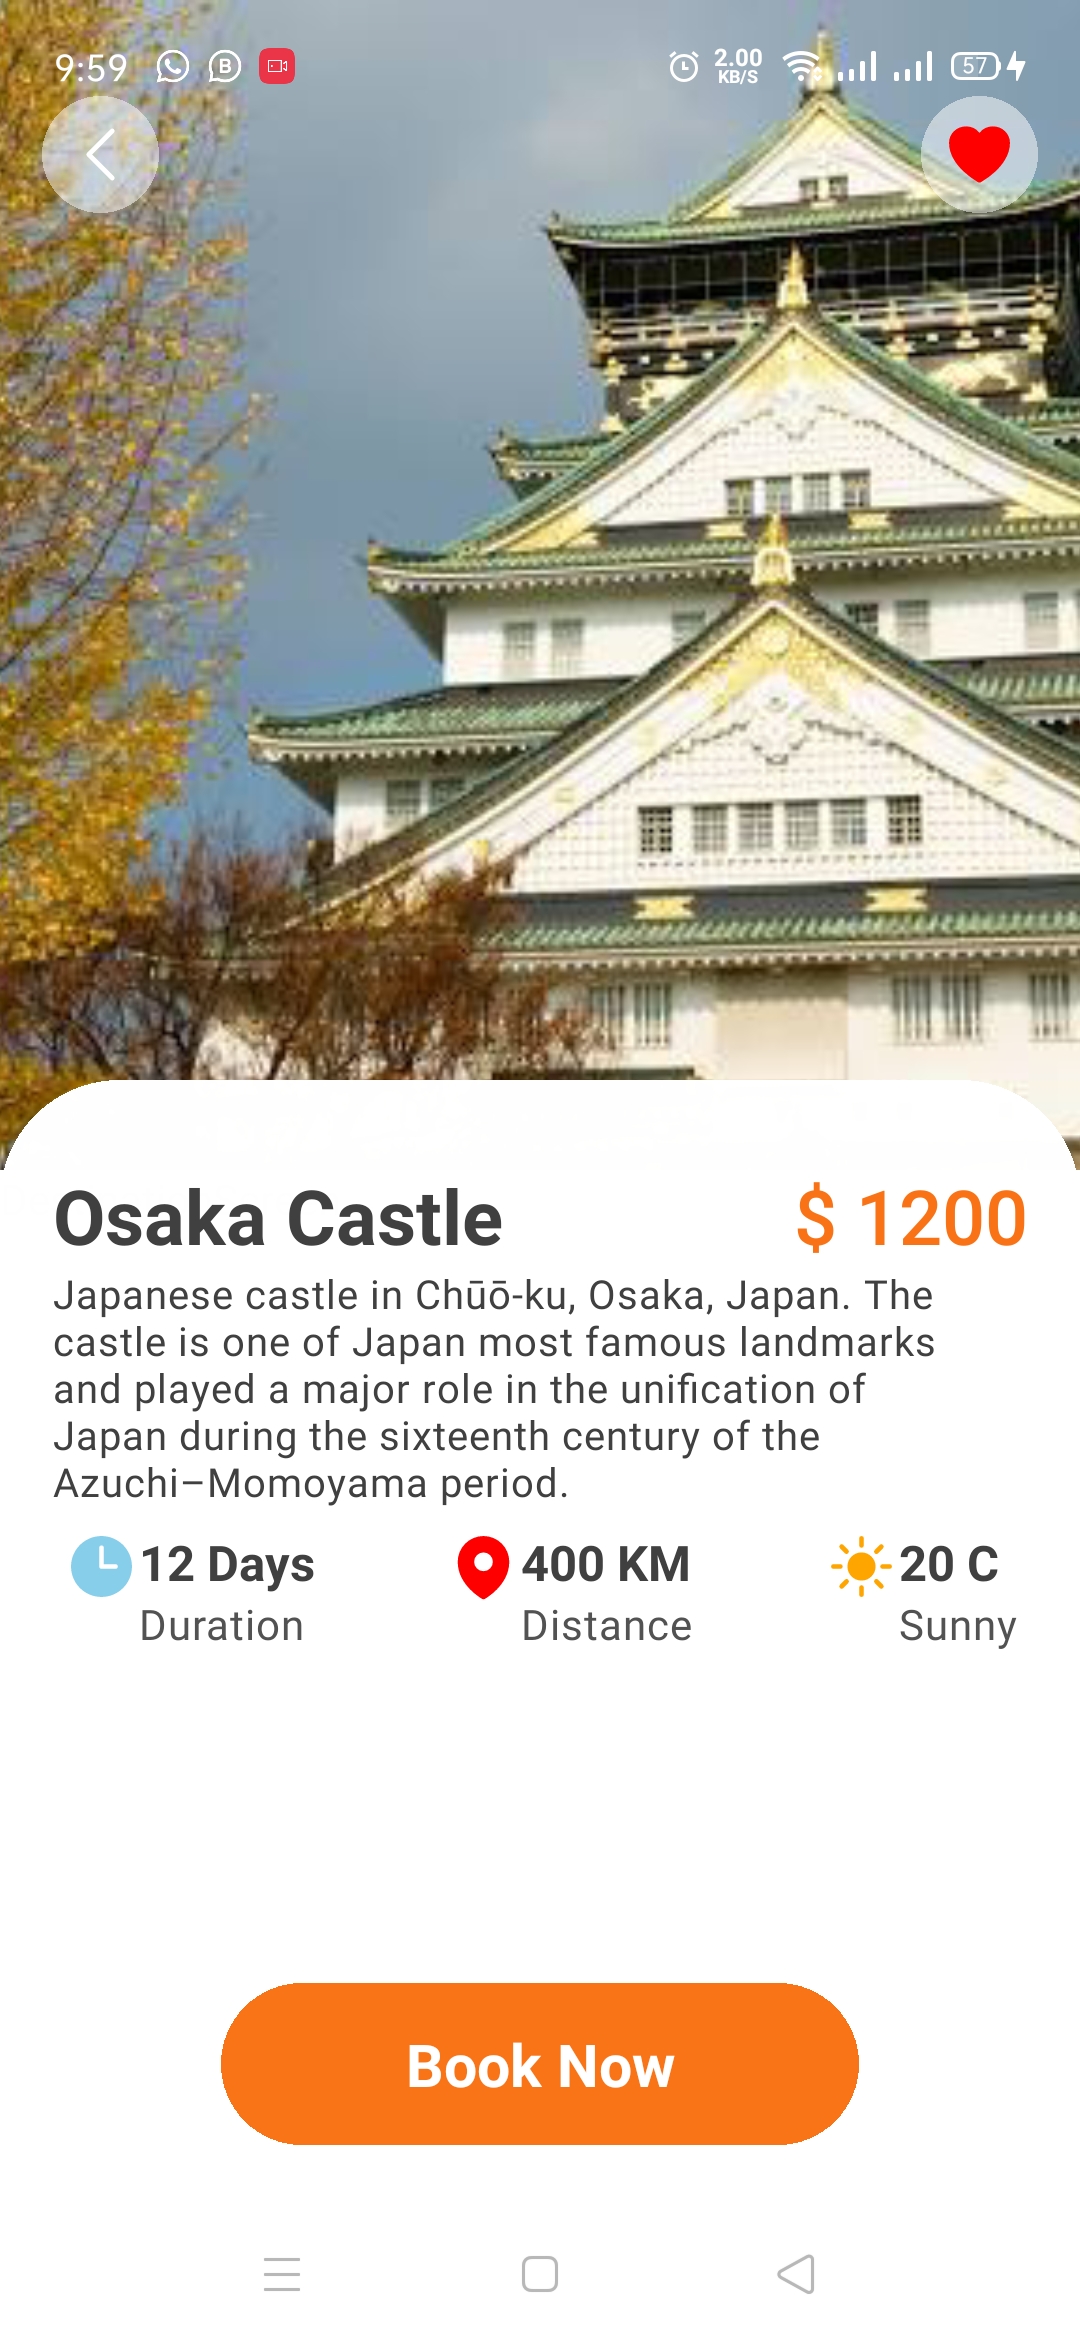 9:59
B
2.00
KB/S
57
Osaka Castle
$ 1200
Japanese castle in Chūō-ku, Osaka, Japan. The
castle is one of Japan most famous landmarks
and played a major role in the unification of
Japan during the sixteenth century of the
Azuchi–Momoyama period.
12 Days
Duration
400 KM
Distance
20 C
Sunny
Book Now